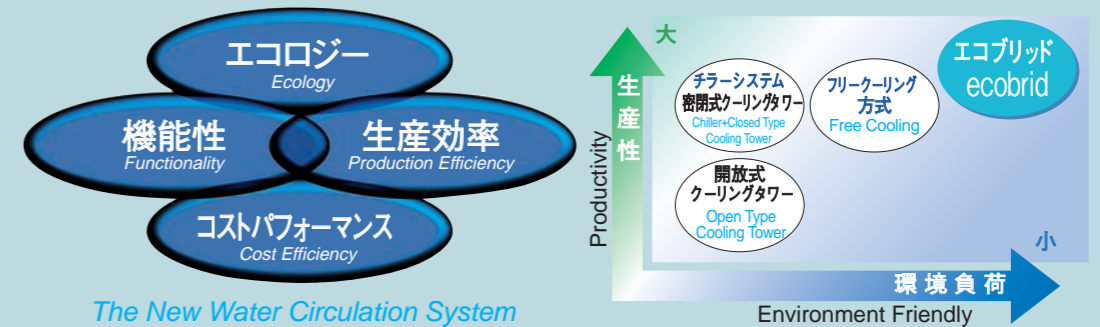 エコロジー
Ecology
機能性
Functionality
生産効率
Production Efficiency
コストパフォーマンス
Cost Efficiency
The New Water Circulation System
大
生産性
Productivity
チラーシステム
密閉式クーリングタワー
Chiller+Closed Type
Cooling Tower
フリークーリング
方式
Free Cooling
エコブリッド
ecobrid
開放式
クーリングタワー
Open Type
Cooling Tower
小
環境負荷
Environment Friendly